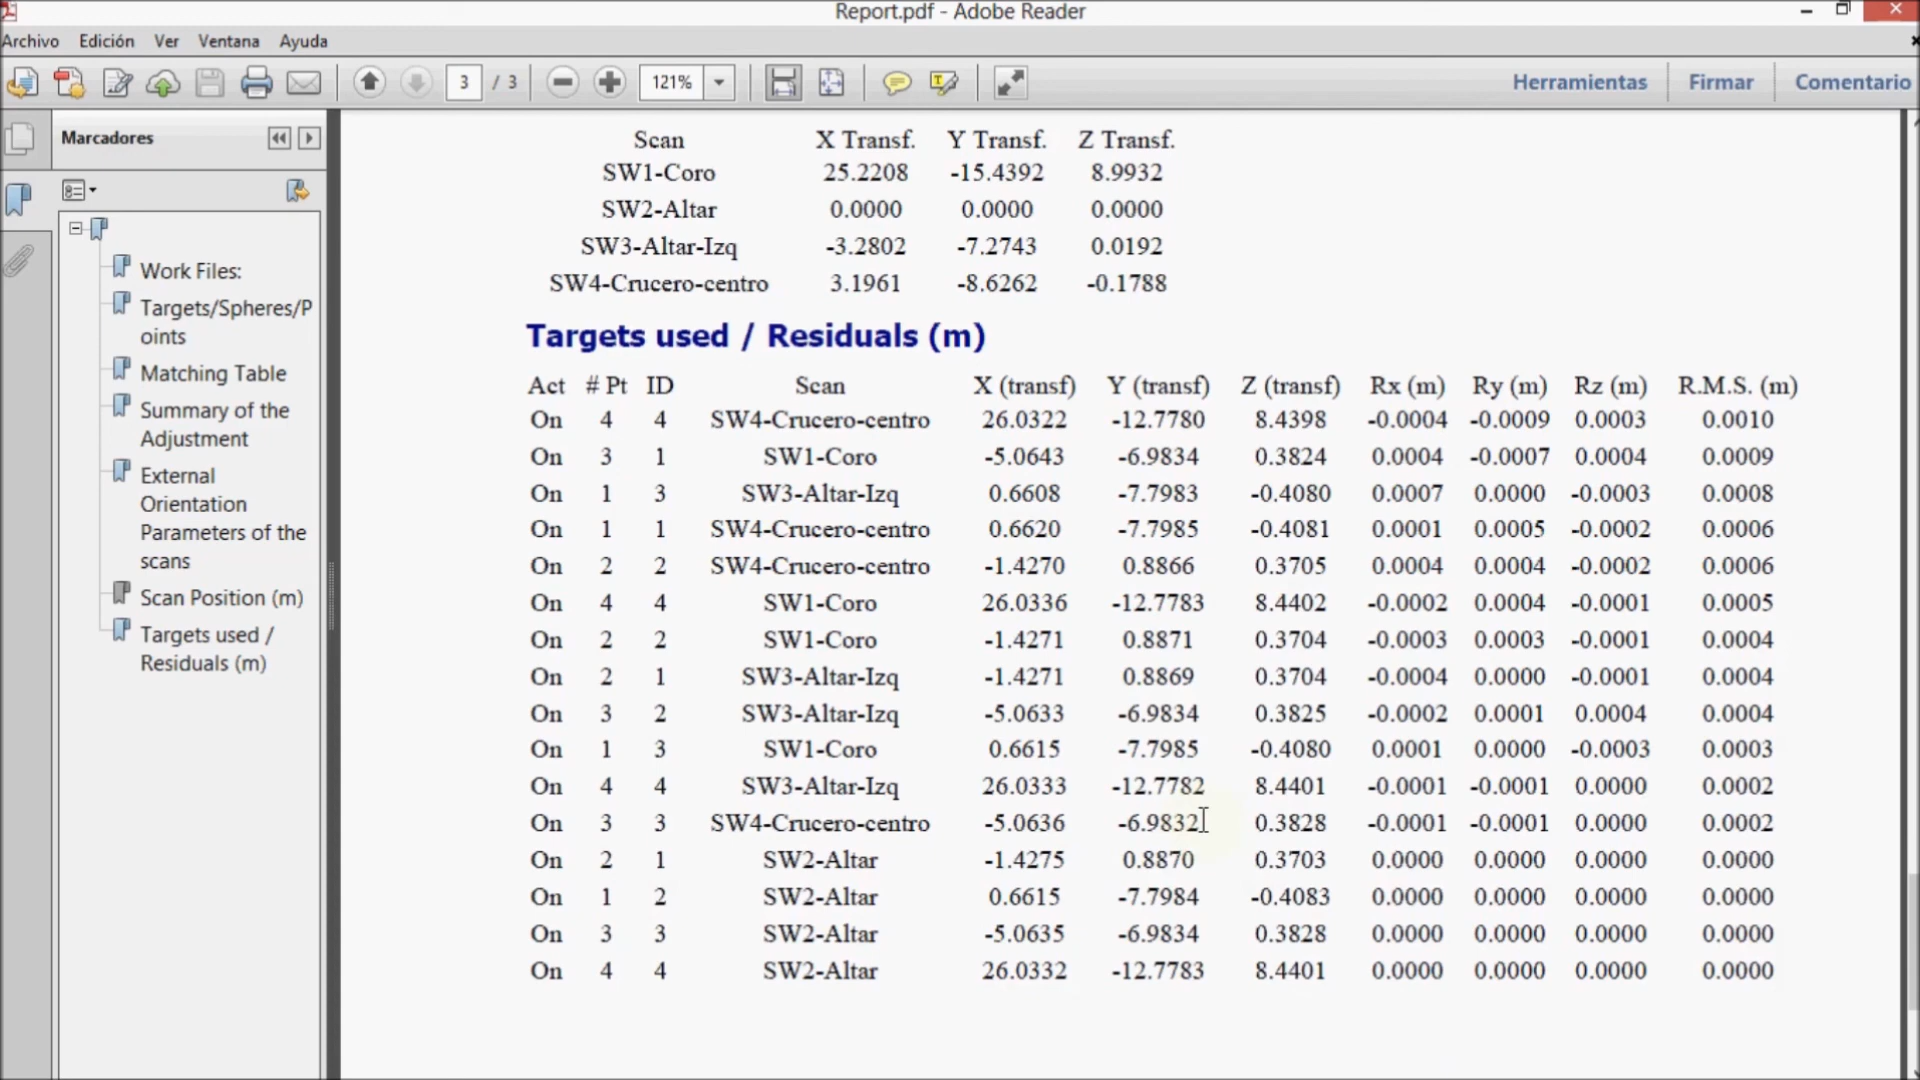 Report.pdf - Adobe Reader
Archivo Edición Ver Ventana Ayuda
3 / 3 121% Herramientas Firmar Comentario
Marcadores
Work Files:
Targets/Spheres/P
oints
Matching Table
Summary of the
Adjustment
External
Orientation
Parameters of the
scans
Scan Position (m)
Targets used /
Residuals (m)
Scan X Transf. Y Transf. Z Transf.
SW1-Coro 25.2208 -15.4392 8.9932
SW2-Altar 0.0000 0.0000 0.0000
SW3-Altar-Izq -3.2802 -7.2743 0.0192
SW4-Crucero-centro 3.1961 -8.6262 -0.1788
Targets used / Residuals (m)
Act # Pt ID Scan X (transf) Y (transf) Z (transf) Rx (m) Ry (m) Rz (m) R.M.S. (m)
On 4 4 SW4-Crucero-centro 26.0322 -12.7780 8.4398 -0.0004 -0.0009 0.0003 0.0010
On 3 1 SW1-Coro -5.0643 -6.9834 0.3824 0.0004 -0.0007 0.0004 0.0009
On 1 3 SW3-Altar-Izq 0.6608 -7.7983 -0.4080 0.0007 0.0000 -0.0003 0.0008
On 1 1 SW4-Crucero-centro 0.6620 -7.7985 -0.4081 0.0001 0.0005 -0.0002 0.0006
On 2 2 SW4-Crucero-centro -1.4270 0.8866 0.3705 0.0004 0.0004 -0.0002 0.0006
On 4 4 SW1-Coro 26.0336 -12.7783 8.4402 -0.0002 0.0004 -0.0001 0.0005
On 2 2 SW1-Coro -1.4271 0.8871 0.3704 -0.0003 0.0003 -0.0001 0.0004
On 2 1 SW3-Altar-Izq -1.4271 0.8869 0.3704 -0.0004 0.0000 -0.0001 0.0004
On 3 2 SW3-Altar-Izq -5.0633 -6.9834 0.3825 -0.0002 0.0001 0.0004 0.0004
On 1 3 SW1-Coro 0.6615 -7.7985 -0.4080 0.0001 0.0000 -0.0003 0.0003
On 4 4 SW3-Altar-Izq 26.0333 -12.7782 8.4401 -0.0001 -0.0001 0.0000 0.0002
On 3 3 SW4-Crucero-centro -5.0636 -6.9832 0.3828 -0.0001 -0.0001 0.0000 0.0002
On 2 1 SW2-Altar -1.4275 0.8870 0.3703 0.0000 0.0000 0.0000 0.0000
On 1 2 SW2-Altar 0.6615 -7.7984 -0.4083 0.0000 0.0000 0.0000 0.0000
On 3 3 SW2-Altar -5.0635 -6.9834 0.3828 0.0000 0.0000 0.0000 0.0000
On 4 4 SW2-Altar 26.0332 -12.7783 8.4401 0.0000 0.0000 0.0000 0.0000